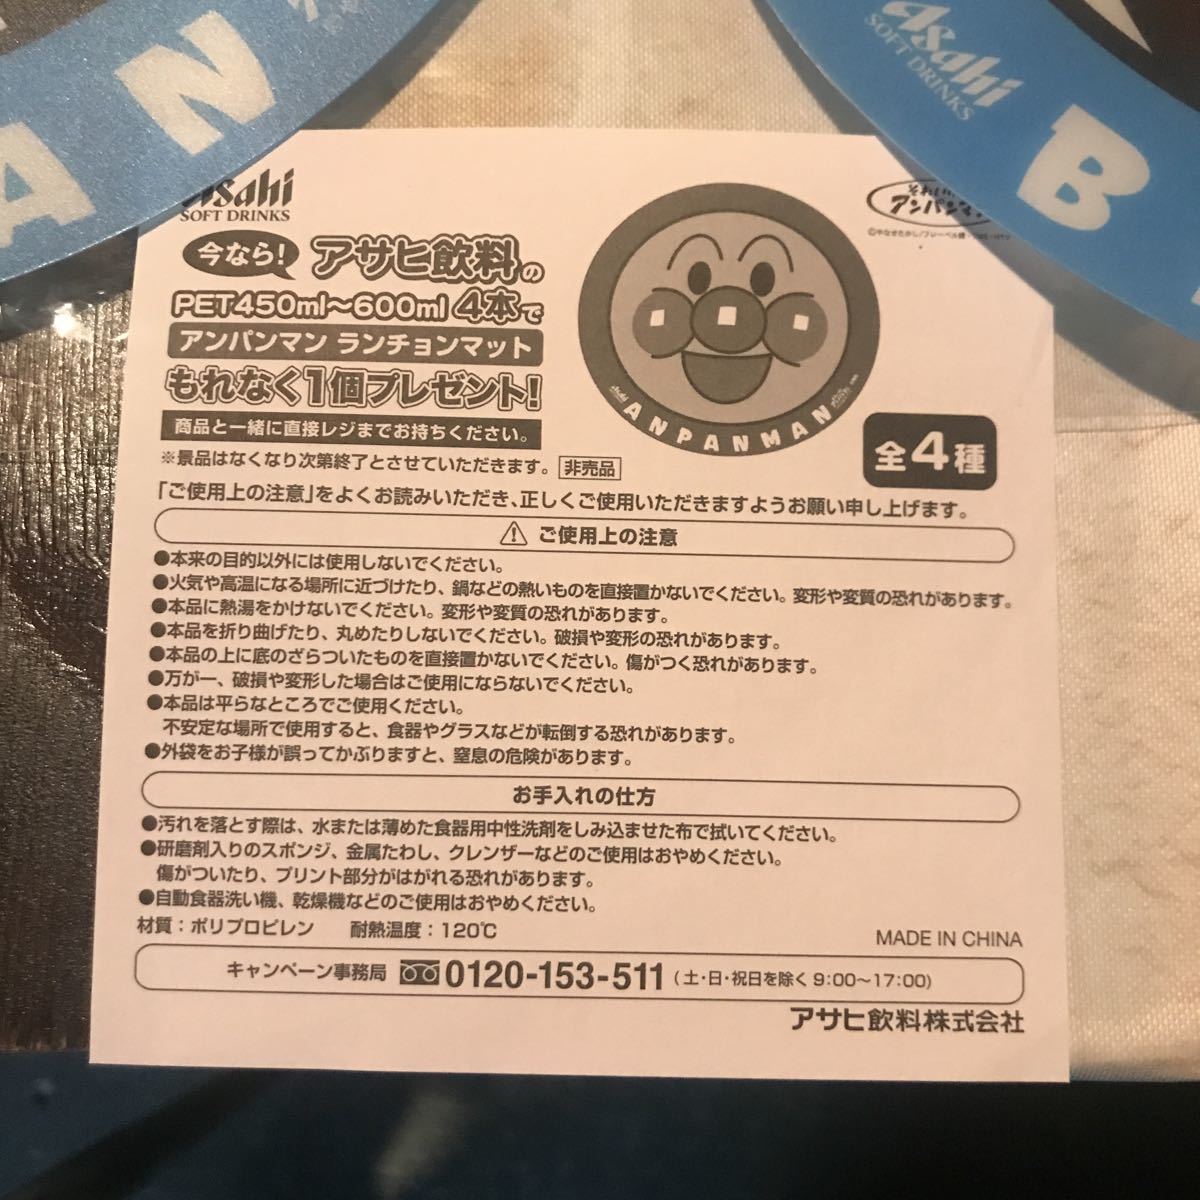 AN
Asahi
SOFT DRINKS
B
Asahi
SOFT DRINKS
それいけ!
アンパンマン
今なら!
アサヒ飲料の
PET450ml〜600ml 4本で
アンパンマン ランチョンマット
もれなく1個プレゼント!
商品と一緒に直接レジまでお持ちください。
※景品はなくなり次第終了とさせていただきます。 非売品
ANPANMAN
全4種
「ご使用上の注意」をよくお読みいただき、正しくご使用いただきますようお願い申し上げます。
⚠ ご使用上の注意
●本来の目的以外には使用しないでください。
●火気や高温になる場所に近づけたり、鍋などの熱いものを直接置かないでください。変形や変質の恐れがあります。
●本品に熱湯をかけないでください。変形や変質の恐れがあります。
●本品を折り曲げたり、丸めたりしないでください。破損や変形の恐れがあります。
●本品の上に底のざらついたものを直接置かないでください。傷がつく恐れがあります。
●万が一、破損や変形した場合はご使用にならないでください。
●本品は平らなところでご使用ください。
不安定な場所で使用すると、食器やグラスなどが転倒する恐れがあります。
●外袋をお子様が誤ってかぶりますと、窒息の危険があります。
お手入れの仕方
●汚れを落とす際は、水または薄めた食器用中性洗剤をしみ込ませた布で拭いてください。
●研磨剤入りのスポンジ、金属たわし、クレンザーなどのご使用はおやめください。
傷がついたり、プリント部分がはがれる恐れがあります。
●自動食器洗い機、乾燥機などのご使用はおやめください。
材質：ポリプロピレン 耐熱温度：120℃
MADE IN CHINA
キャンペーン事務局 0120-153-511 (土・日・祝日を除く 9:00〜17:00)
アサヒ飲料株式会社